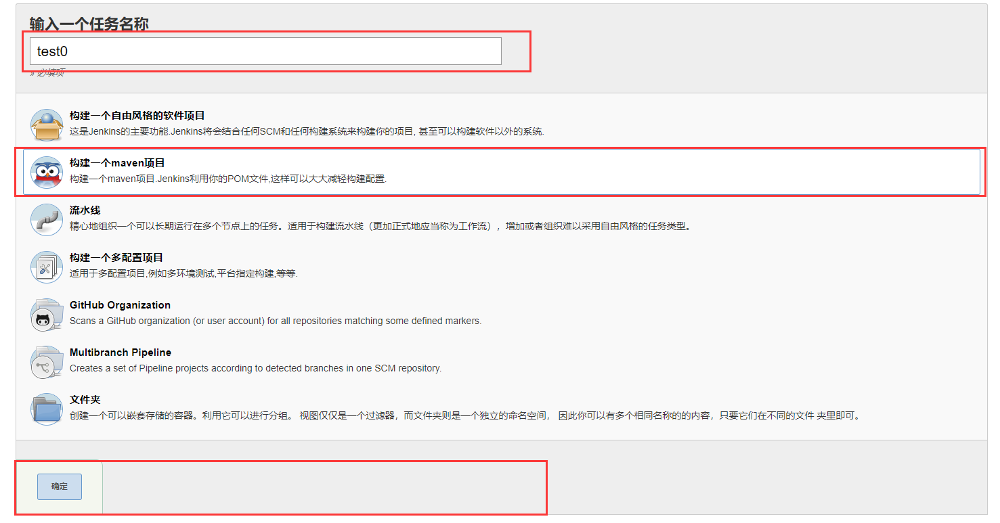 输入一个任务名称
test0
» 必填项
构建一个自由风格的软件项目
这是Jenkins的主要功能.Jenkins将会结合任何SCM和任何构建系统来构建你的项目, 甚至可以构建软件以外的系统.
构建一个maven项目
构建一个maven项目.Jenkins利用你的POM文件,这样可以大大减轻构建配置.
流水线
精心地组织一个可以长期运行在多个节点上的任务。适用于构建流水线（更加正式地应当称为工作流），增加或者组织难以采用自由风格的任务类型。
构建一个多配置项目
适用于多配置项目,例如多环境测试,平台指定构建,等等.
GitHub Organization
Scans a GitHub organization (or user account) for all repositories matching some defined markers.
Multibranch Pipeline
Creates a set of Pipeline projects according to detected branches in one SCM repository.
文件夹
创建一个可以嵌套存储的容器。利用它可以进行分组。 视图仅仅是一个过滤器，而文件夹则是一个独立的命名空间， 因此你可以有多个相同名称的的内容，只要它们在不同的文件 夹里即可。
确定